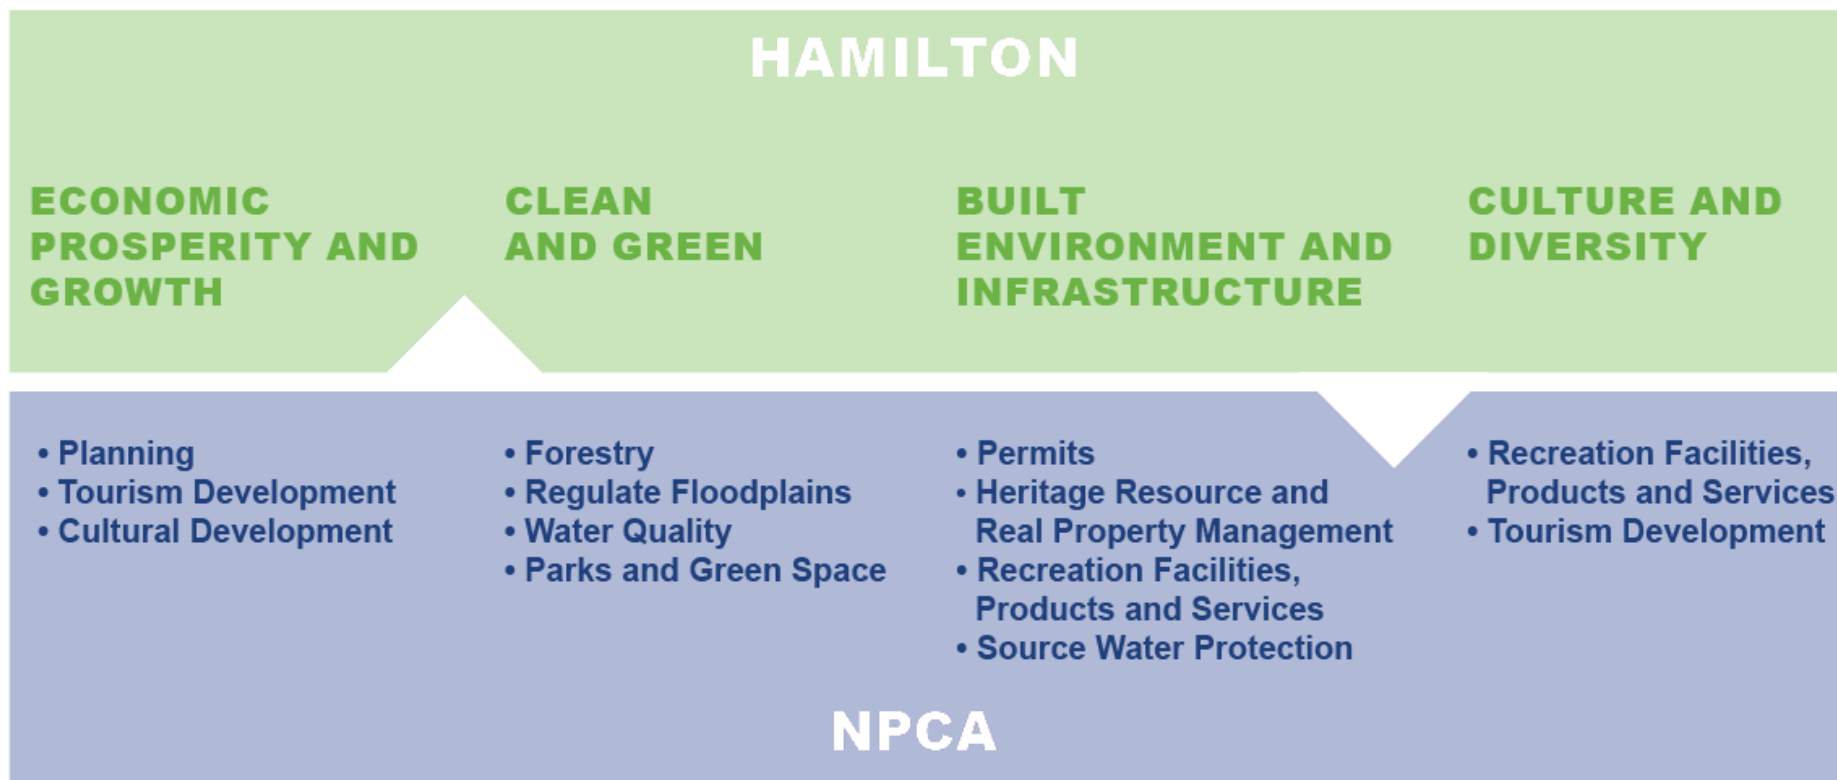 HAMILTON
ECONOMIC
PROSPERITY AND
GROWTH
CLEAN
AND GREEN
BUILT
ENVIRONMENT AND
INFRASTRUCTURE
CULTURE AND
DIVERSITY
• Planning
• Tourism Development
• Cultural Development
• Forestry
• Regulate Floodplains
• Water Quality
• Parks and Green Space
• Permits
• Heritage Resource and
Real Property Management
• Recreation Facilities,
Products and Services
• Source Water Protection
• Recreation Facilities,
Products and Services
• Tourism Development
NPCA